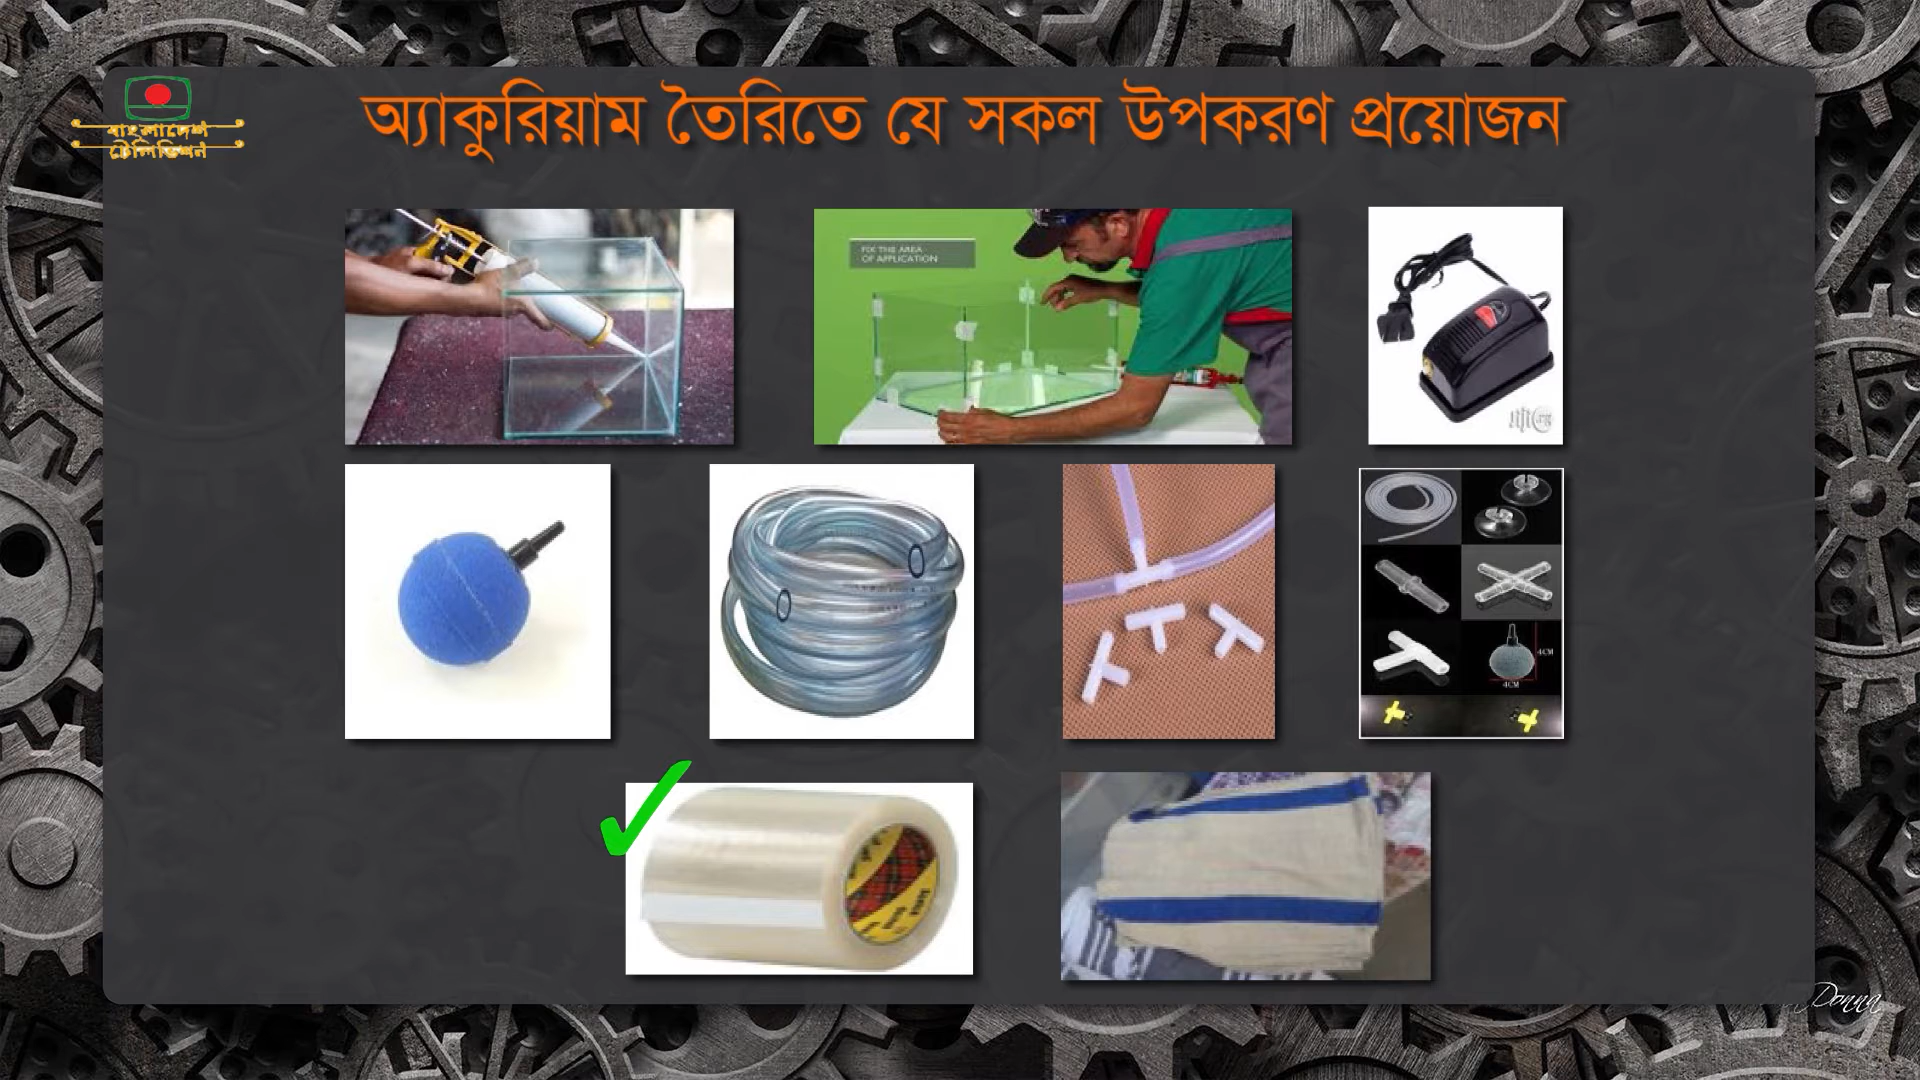 বাংলাদেশ
টেলিভিশন
অ্যাকুরিয়াম তৈরিতে যে সকল উপকরণ প্রয়োজন
FIX THE AREA
OF APPLICATION
4CM
4CM
Donna